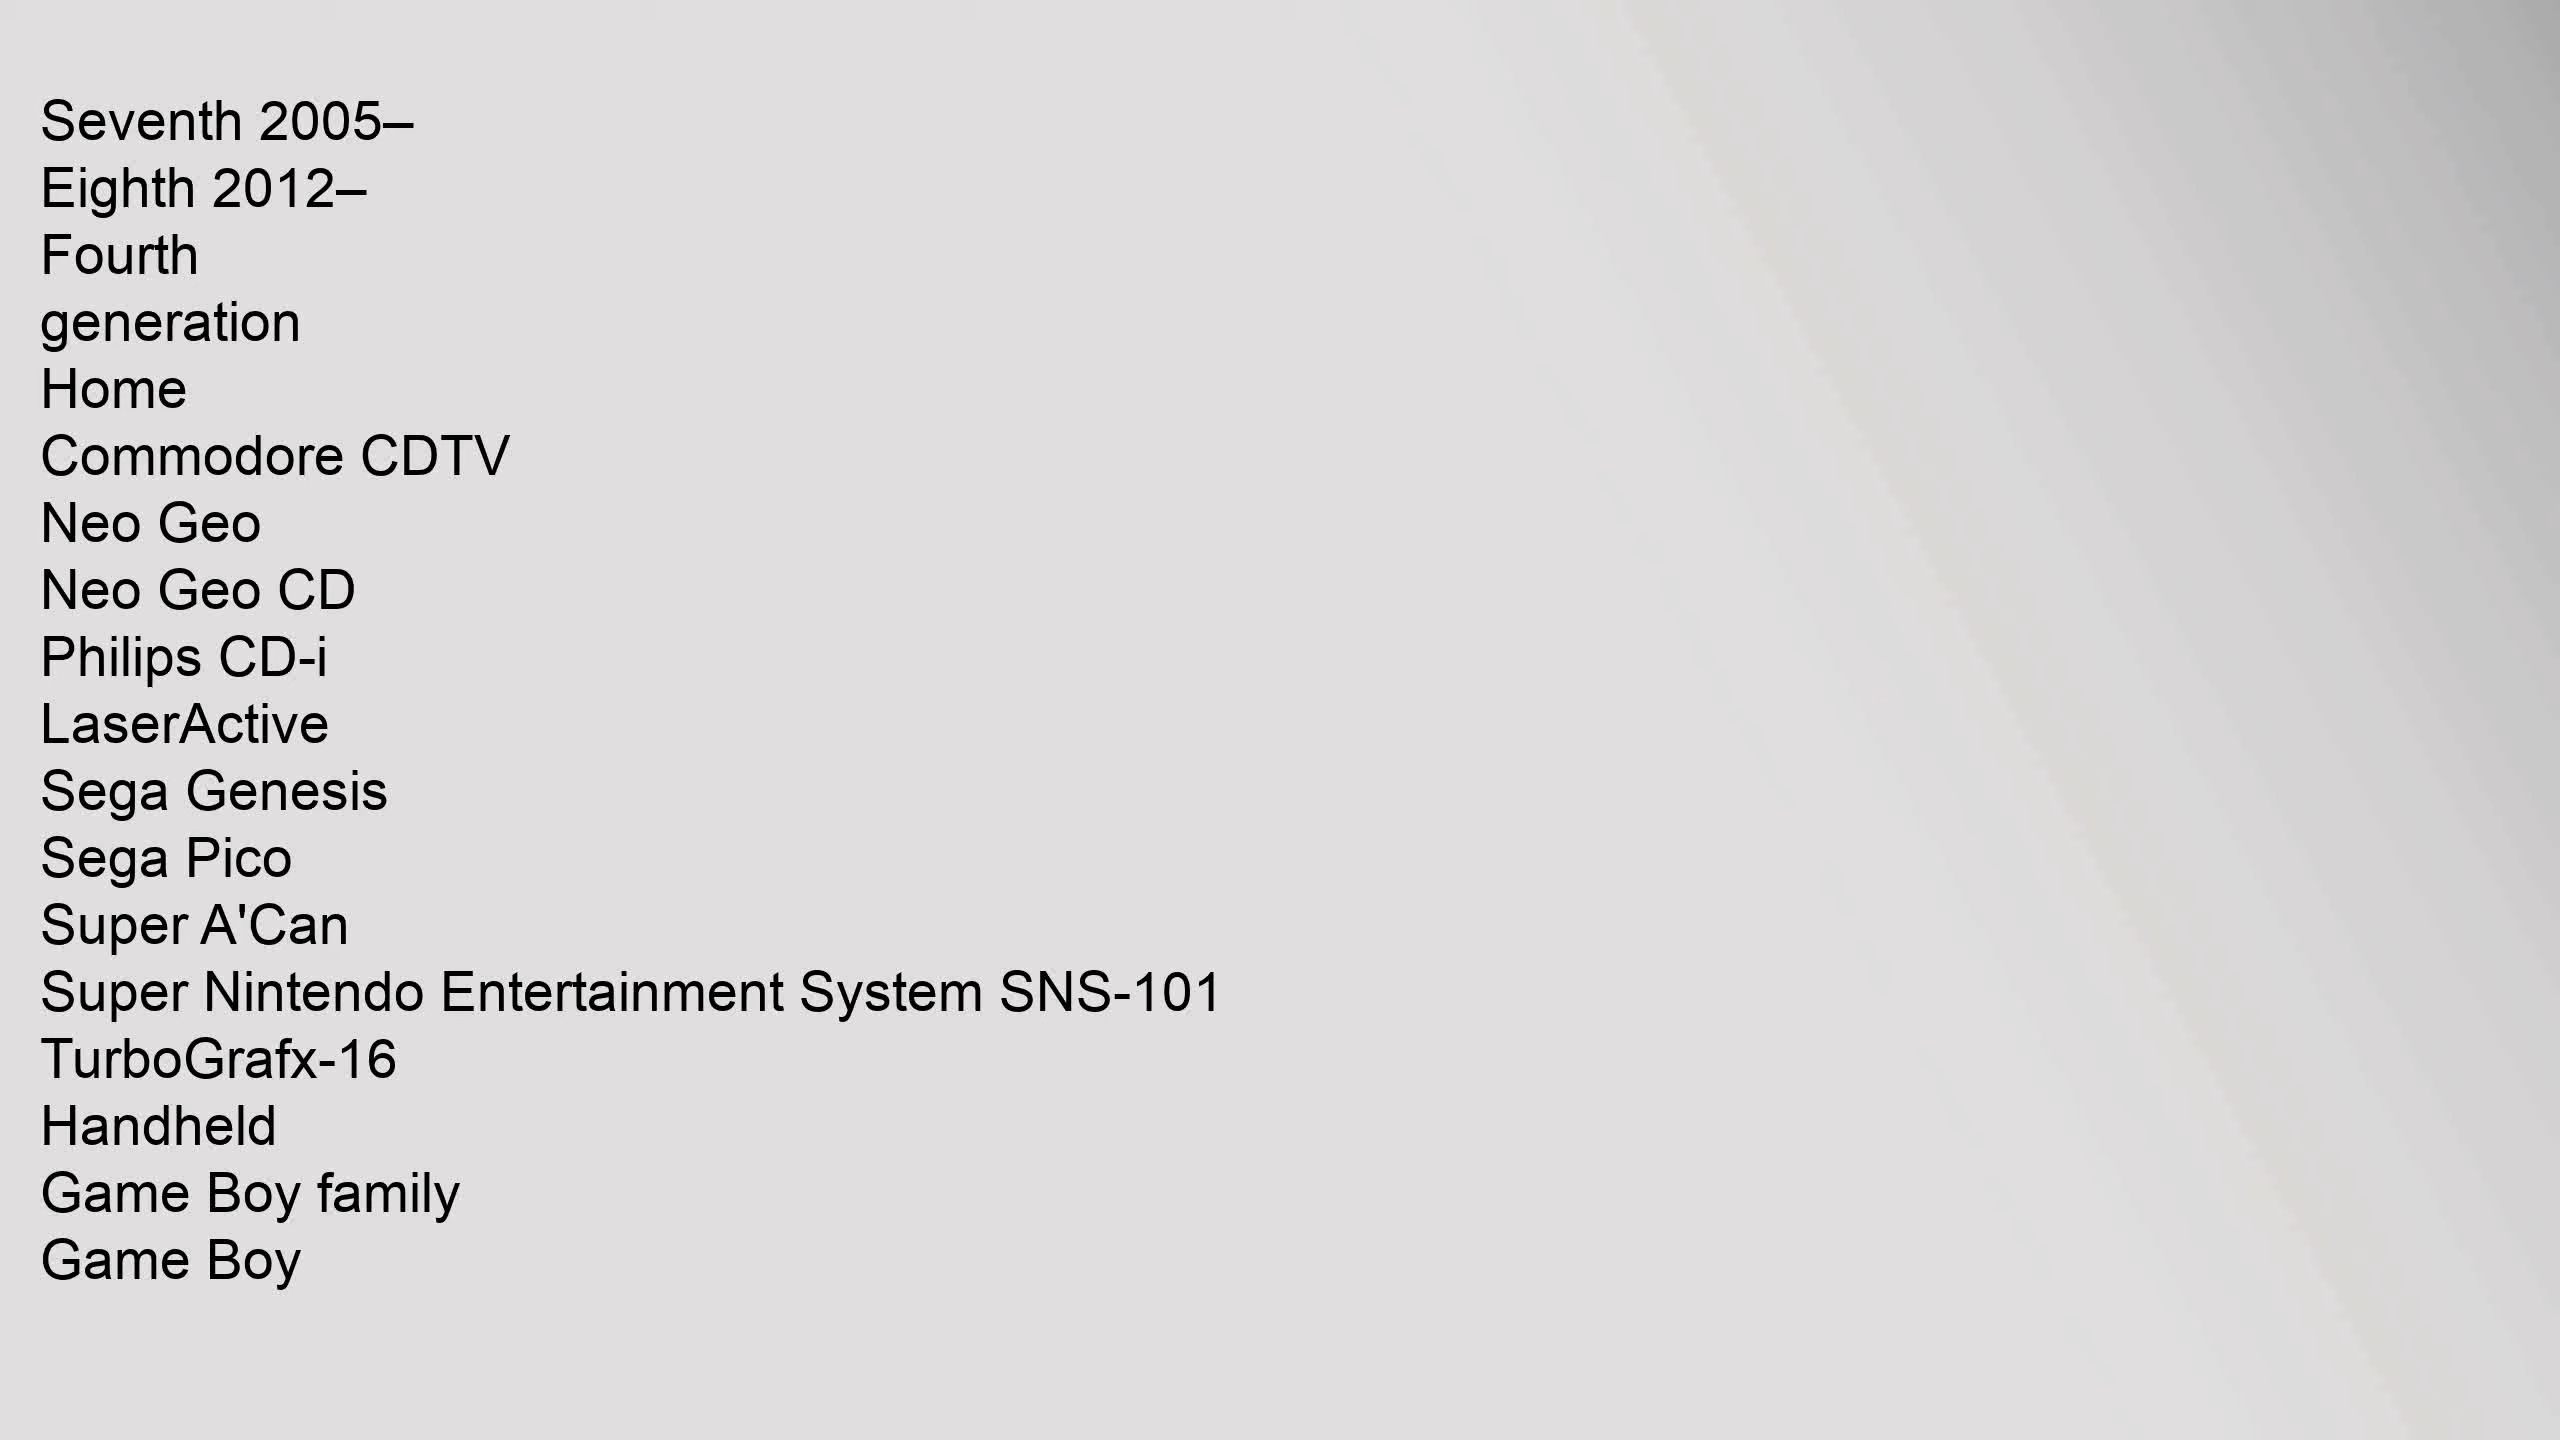 Seventh 2005–
Eighth 2012–
Fourth
generation
Home
Commodore CDTV
Neo Geo
Neo Geo CD
Philips CD-i
LaserActive
Sega Genesis
Sega Pico
Super A'Can
Super Nintendo Entertainment System SNS-101
TurboGrafx-16
Handheld
Game Boy family
Game Boy